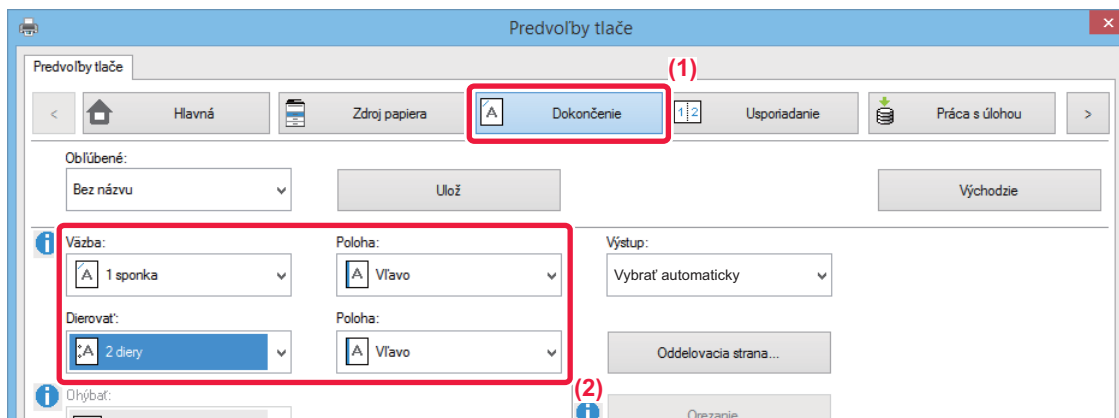 Predvoľby tlače
Predvoľby tlače
(1)
< Hlavná Zdroj papiera A Dokončenie 1 2 Usporiadanie Práca s úlohou >
Obľúbené:
Bez názvu Ulož Východzie
Väzba: Poloha: Výstup:
A 1 sponka A Vľavo Vybrať automaticky
Dierovať: Poloha:
A 2 diery A Vľavo Oddelovacia strana...
(2)
Ohýbať:
Orezanie